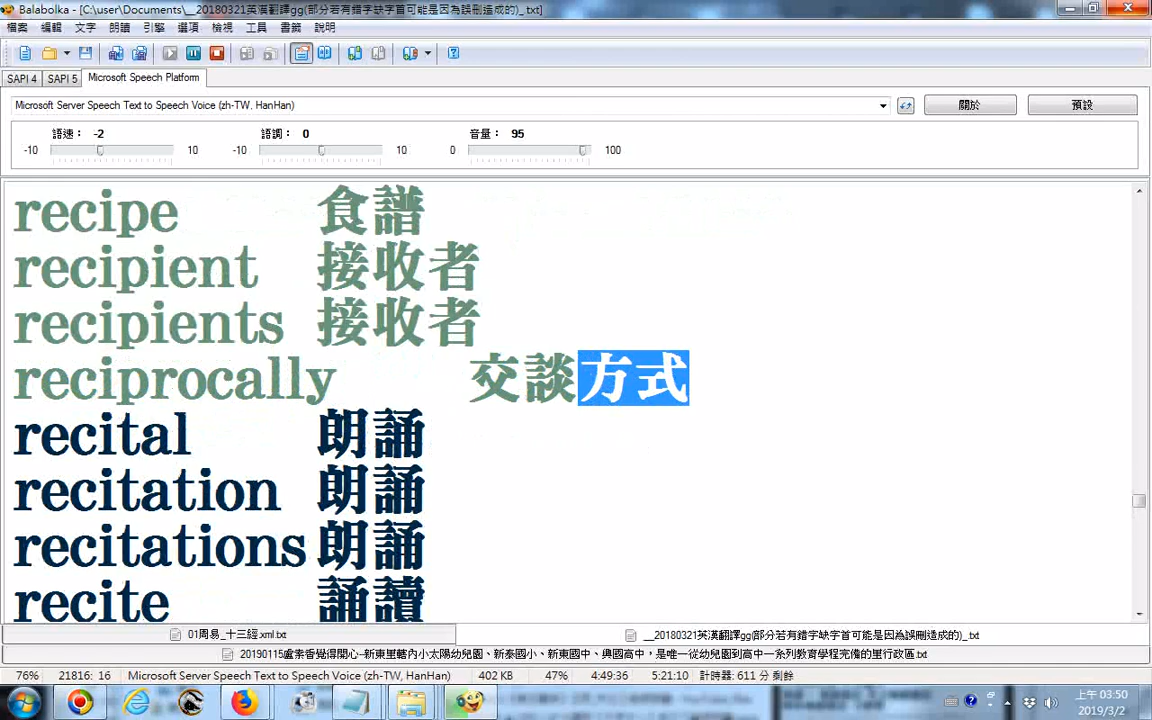 Balabolka - [C:\user\Documents\__20180321英漢翻譯gg(部分若有錯字缺字首可能是因為誤刪造成的)_.txt]
檔案 編輯 文字 朗讀 引擎 選項 檢視 工具 書籤 說明
SAPI 4 SAPI 5 Microsoft Speech Platform
Microsoft Server Speech Text to Speech Voice (zh-TW, HanHan) 關於 預設
語速： -2 語調： 0 音量： 95
-10 10 -10 10 0 100
recipe 食譜
recipient 接收者
recipients 接收者
reciprocally 交談方式
recital 朗誦
recitation 朗誦
recitations 朗誦
recite 誦讀
01周易_十三經.xml.txt __20180321英漢翻譯gg(部分若有錯字缺字首可能是因為誤刪造成的)_.txt
20190115盧素香覺得開心--新東里轄內小太陽幼兒園、新泰國小、新東國中、興國高中，是唯一從幼兒園到高中一系列教育學程完備的里行政區.txt
76% 21816: 16 Microsoft Server Speech Text to Speech Voice (zh-TW, HanHan) 402 KB 47% 4:49:36 5:21:10 計時器: 611 分 剩餘
上午 03:50
2019/3/2